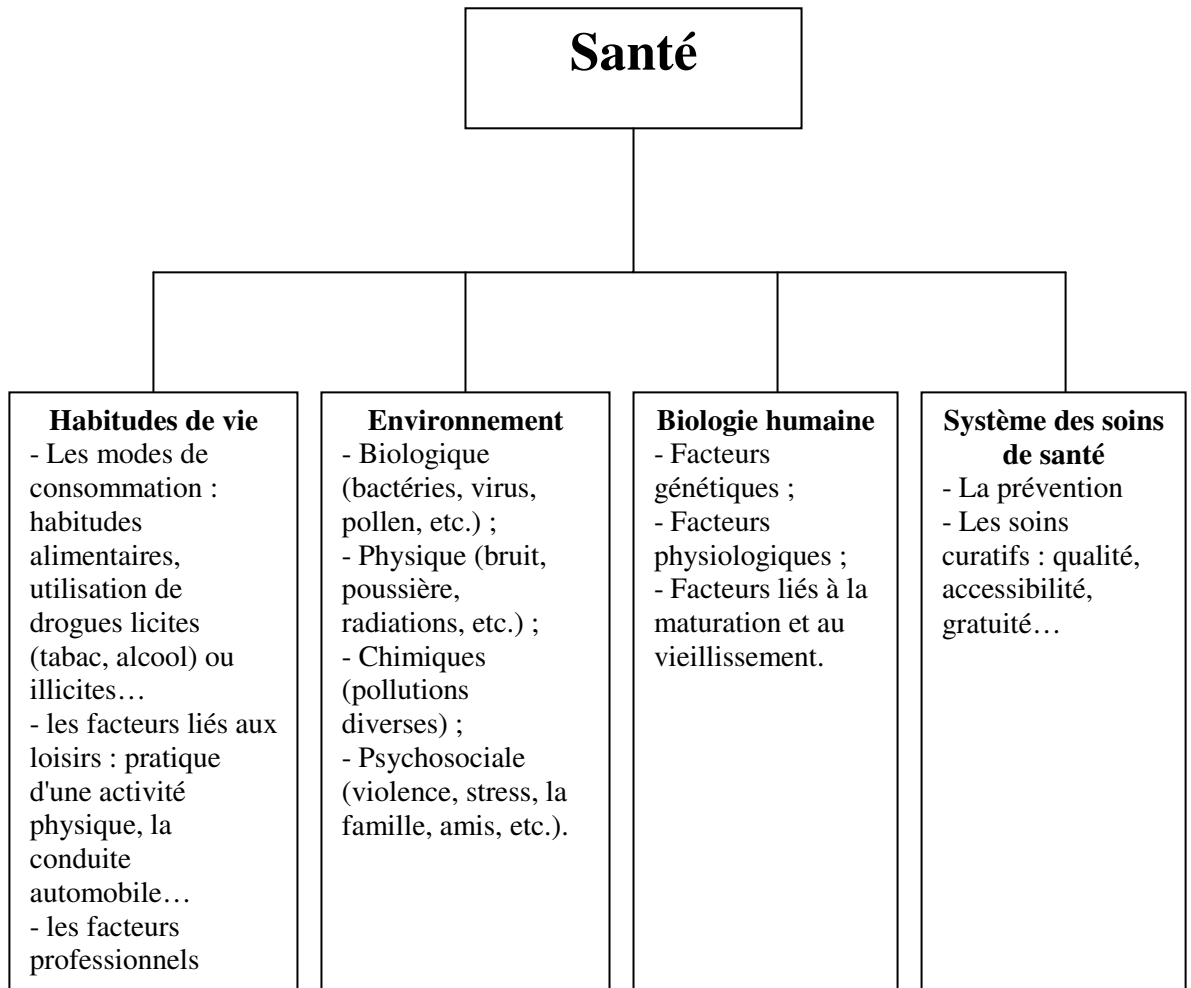 Santé
Habitudes de vie
- Les modes de
consommation :
habitudes
alimentaires,
utilisation de
drogues licites
(tabac, alcool) ou
illicites…
- les facteurs liés aux
loisirs : pratique
d'une activité
physique, la
conduite
automobile…
- les facteurs
professionnels
Environnement
- Biologique
(bactéries, virus,
pollen, etc.) ;
- Physique (bruit,
poussière,
radiations, etc.) ;
- Chimiques
(pollutions
diverses) ;
- Psychosociale
(violence, stress, la
famille, amis, etc.).
Biologie humaine
- Facteurs
génétiques ;
- Facteurs
physiologiques ;
- Facteurs liés à la
maturation et au
vieillissement.
Système des soins
de santé
- La prévention
- Les soins
curatifs : qualité,
accessibilité,
gratuité…